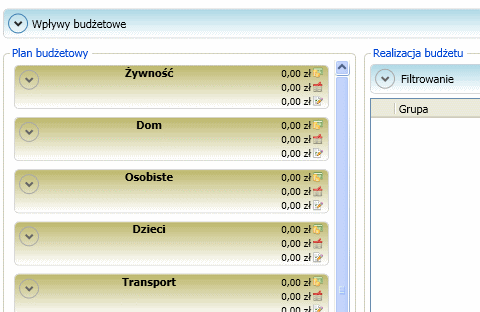 Wpływy budżetowe
Plan budżetowy
Żywność
0,00 zł
0,00 zł
0,00 zł
Dom
0,00 zł
0,00 zł
0,00 zł
Osobiste
0,00 zł
0,00 zł
0,00 zł
Dzieci
0,00 zł
0,00 zł
0,00 zł
Transport
0,00 zł
0,00 zł
0,00 zł
Realizacja budżetu
Filtrowanie
Grupa